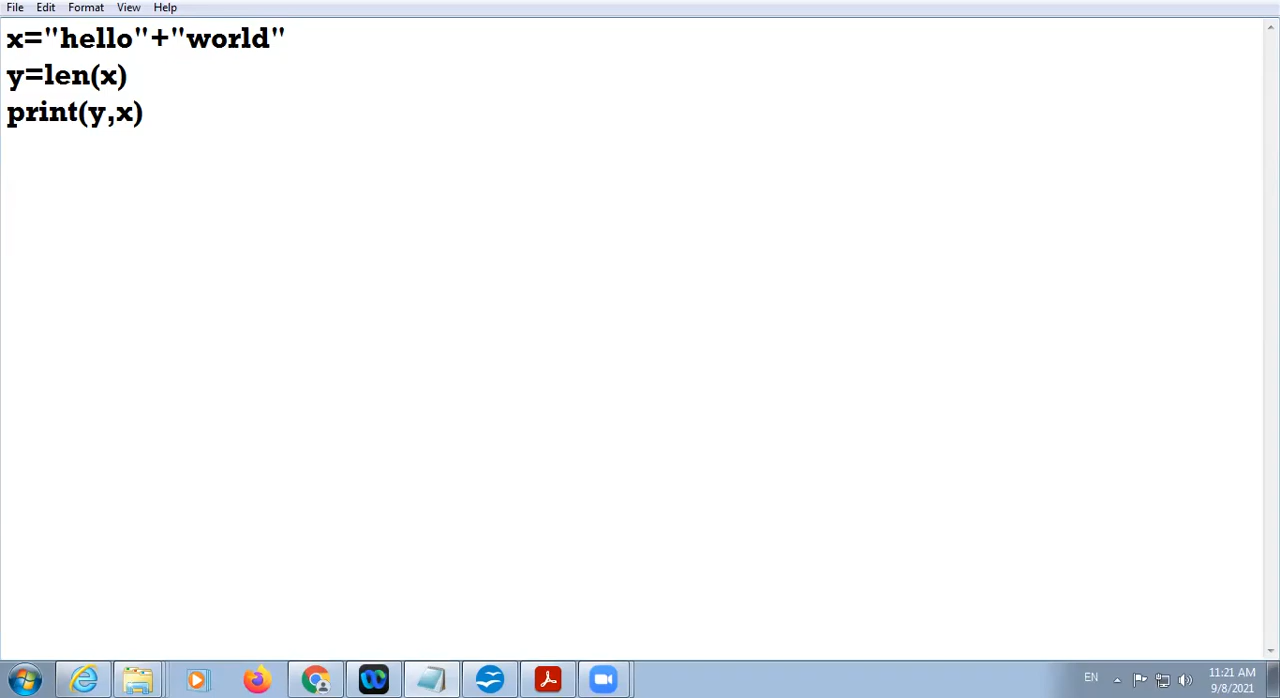 File Edit Format View Help
x="hello"+"world"
y=len(x)
print(y,x)
EN
11:21 AM
9/8/2021